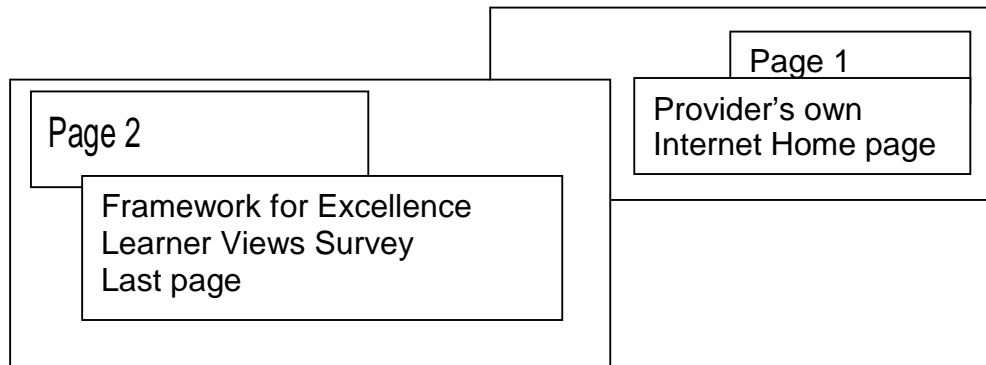 Page 1
Provider's own
Internet Home page
Page 2
Framework for Excellence
Learner Views Survey
Last page